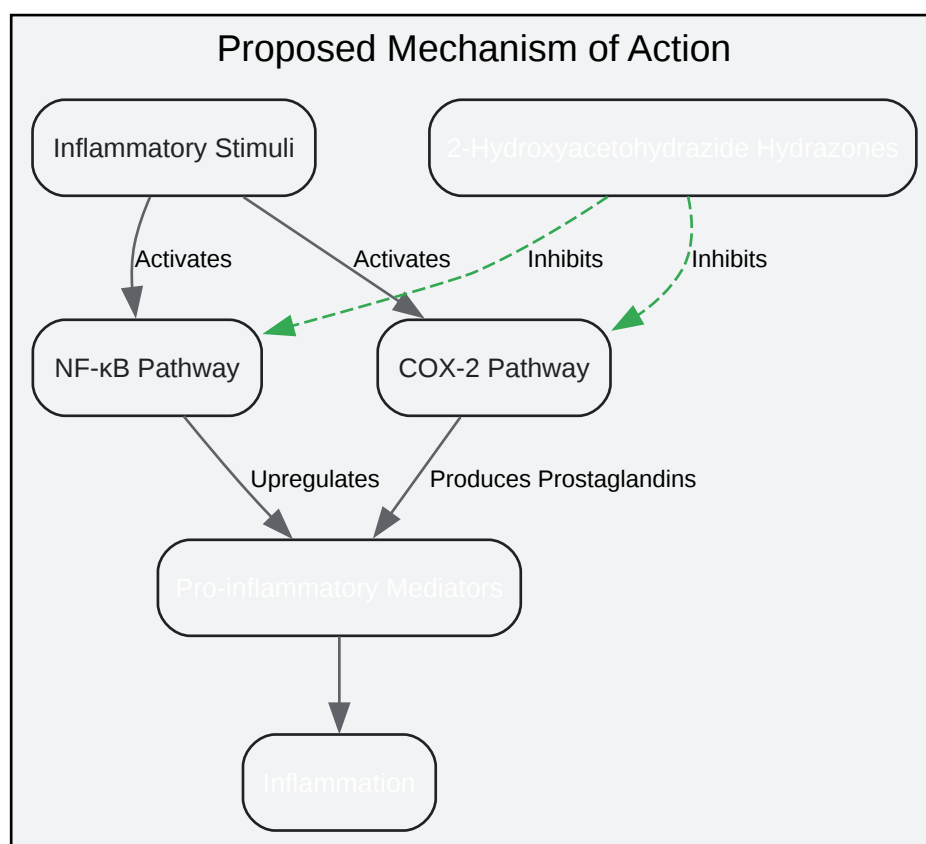 Proposed Mechanism of Action
Inflammatory Stimuli
2-Hydroxyacetohydrazide Hydrazones
Activates
Activates
Inhibits
Inhibits
NF-κB Pathway
COX-2 Pathway
Upregulates
Produces Prostaglandins
Pro-inflammatory Mediators
Inflammation